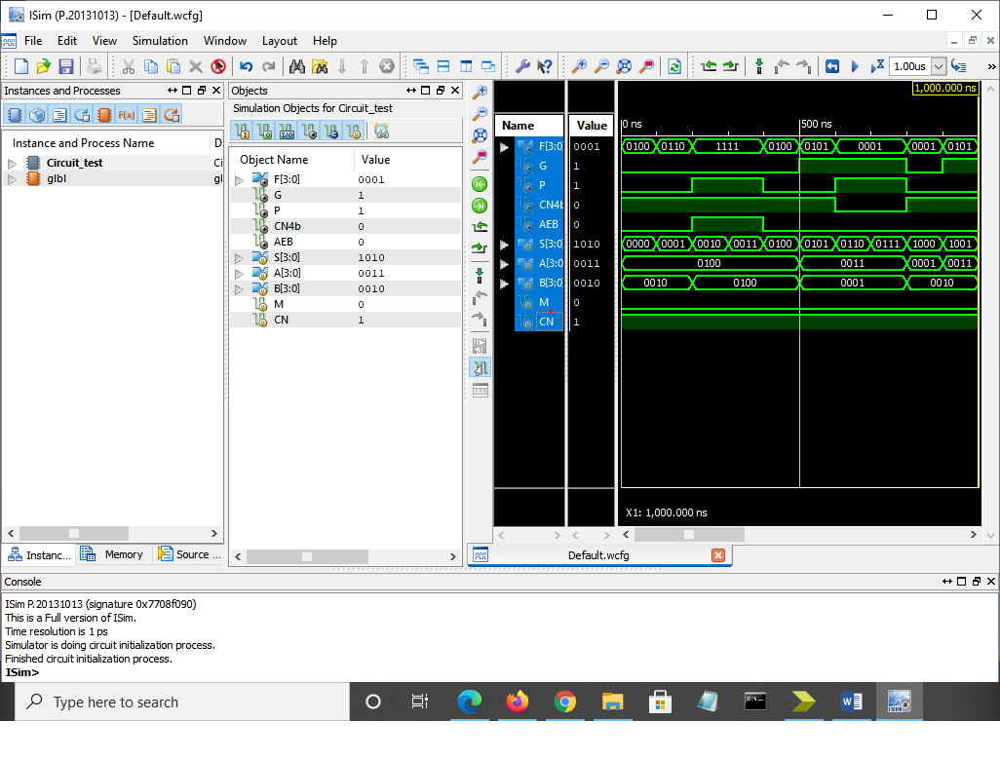 ISim (P.20131013) - [Default.wcfg]
File Edit View Simulation Window Layout Help
1.00us
Instances and Processes
Instance and Process Name D
Circuit_test Ci
glbl gl
Instanc... Memory Source ...
Objects
Simulation Objects for Circuit_test
Object Name Value
F[3:0] 0001
G 1
P 1
CN4b 0
AEB 0
S[3:0] 1010
A[3:0] 0011
B[3:0] 0010
M 0
CN 1
1,000.000 ns
Name Value 0 ns 500 ns
F[3:0] 0001 0100 0110 1111 0100 0101 0001 0001 0101
G 1
P 1
CN4b 0
AEB 0
S[3:0] 1010 0000 0001 0010 0011 0100 0101 0110 0111 1000 1001
A[3:0 0011 0100 0011 0001 0011
B[3:0 0010 0010 0100 0001 0010
M 0
CN 1
X1: 1,000.000 ns
Default.wcfg
Console
ISim P.20131013 (signature 0x7708f090)
This is a Full version of ISim.
Time resolution is 1 ps
Simulator is doing circuit initialization process.
Finished circuit initialization process.
ISim>
Type here to search